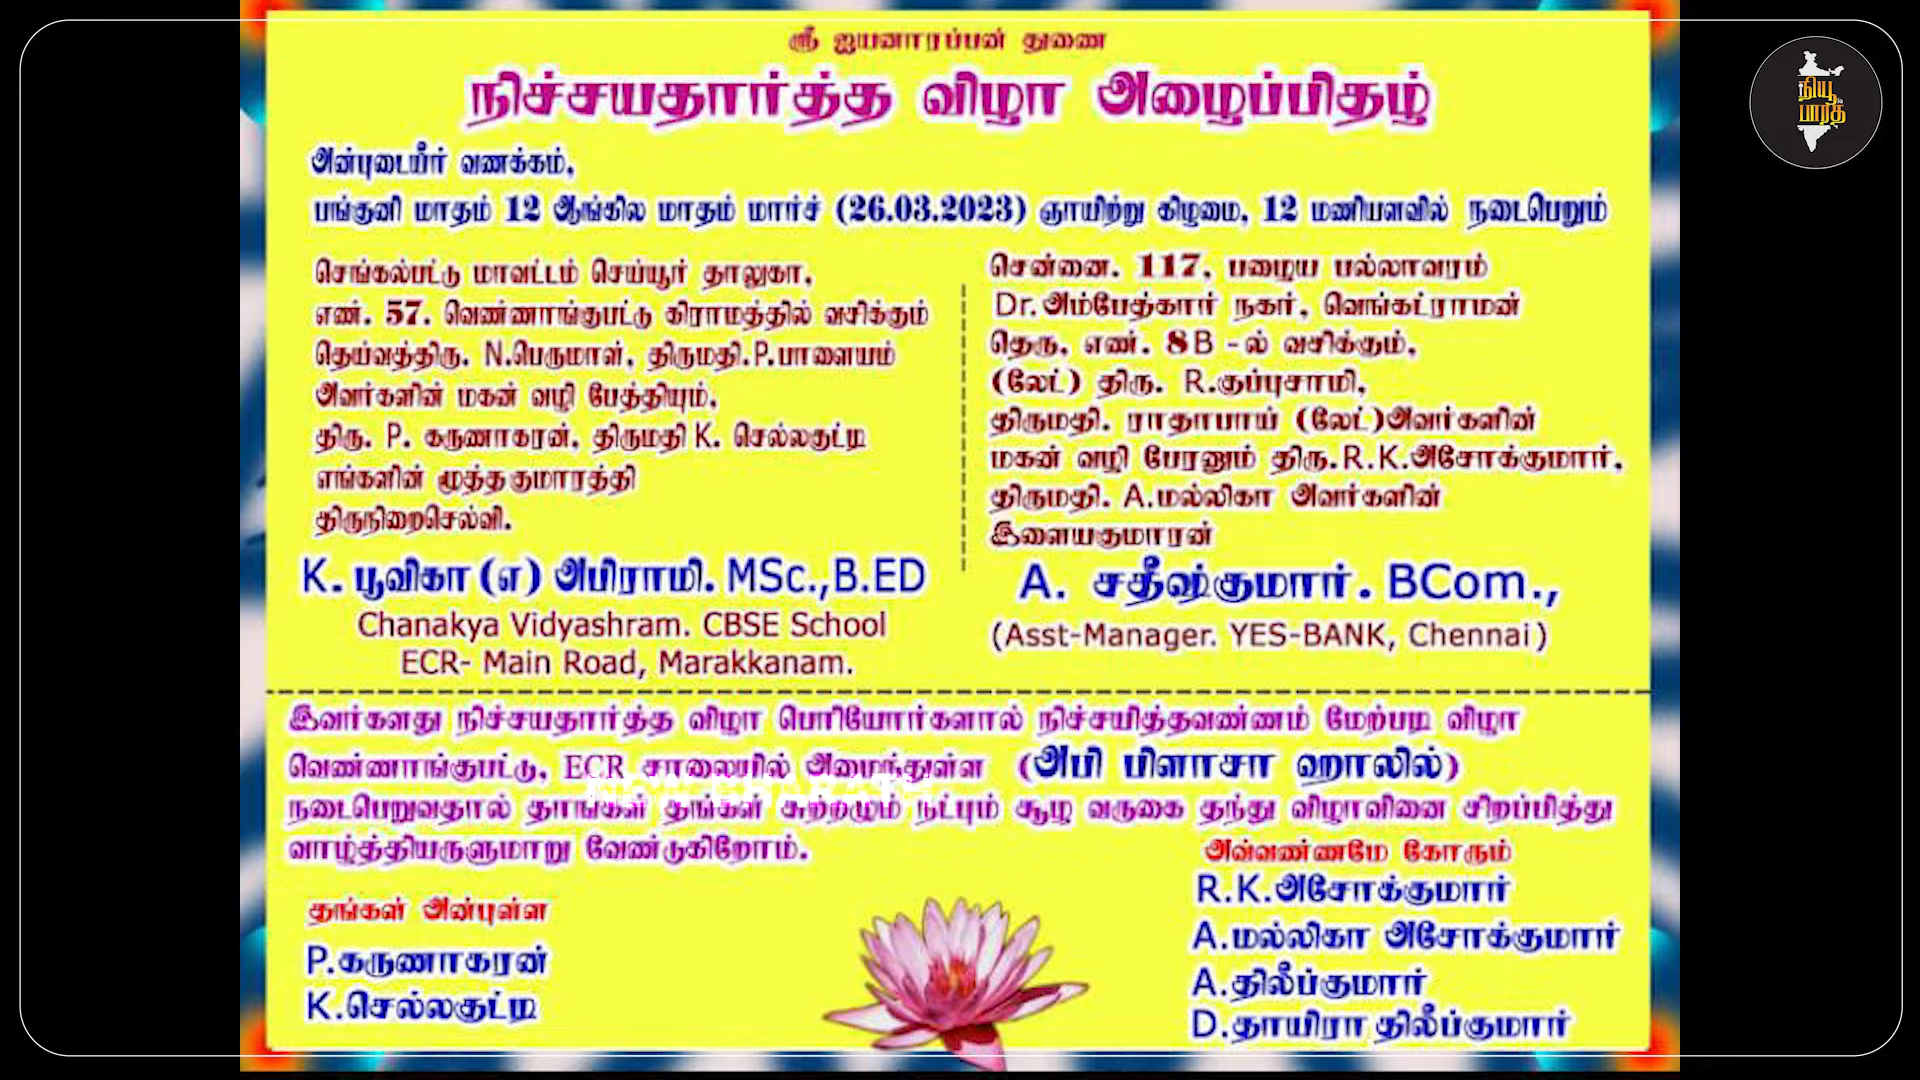 ஸ்ரீ ஐயனாரப்பன் துணை
நிச்சயதார்த்த விழா அழைப்பிதழ்
அன்புடையீர் வணக்கம்,
பங்குனி மாதம் 12 ஆங்கில மாதம் மார்ச் (26.03.2023) ஞாயிற்று கிழமை, 12 மணியளவில் நடைபெறும்
செங்கல்பட்டு மாவட்டம் செய்யூர் தாலுகா,
எண். 57. வெண்ணாங்குபட்டு கிராமத்தில் வசிக்கும்
தெய்வத்திரு. N.பெருமாள், திருமதி.P.பாளையம்
அவர்களின் மகன் வழி பேத்தியும்,
திரு. P. கருணாகரன், திருமதி K. செல்லகுட்டி
எங்களின் மூத்தகுமாரத்தி
திருநிறைசெல்வி.
K. பூவிகா (எ) அபிராமி. MSc.,B.ED
Chanakya Vidyashram. CBSE School
ECR- Main Road, Marakkanam.
சென்னை. 117, பழைய பல்லாவரம்
Dr.அம்பேத்கார் நகர், வெங்கட்ராமன்
தெரு, எண். 8B -ல் வசிக்கும்,
(லேட்) திரு. R.குப்புசாமி,
திருமதி. ராதாபாய் (லேட்)அவர்களின்
மகன் வழி பேரனும் திரு.R.K.அசோக்குமார்,
திருமதி. A.மல்லிகா அவர்களின்
இளையகுமாரன்
A. சதீஷ்குமார். BCom.,
(Asst-Manager. YES-BANK, Chennai)
இவர்களது நிச்சயதார்த்த விழா பெரியோர்களால் நிச்சயித்தவண்ணம் மேற்படி விழா
வெண்ணாங்குபட்டு, ECR சாலையில் அமைந்துள்ள (அபி பிளாசா ஹாலில்)
நடைபெறுவதால் தாங்கள் தங்கள் சுற்றமும் நட்பும் சூழ வருகை தந்து விழாவினை சிறப்பித்து
வாழ்த்தியருளுமாறு வேண்டுகிறோம்.
தங்கள் அன்புள்ள
P.கருணாகரன்
K.செல்லகுட்டி
அவ்வண்ணமே கோரும்
R.K.அசோக்குமார்
A.மல்லிகா அசோக்குமார்
A.திலீப்குமார்
D.தாயிரா திலீப்குமார்
நியூ
பாரத்
NEW BHARATH